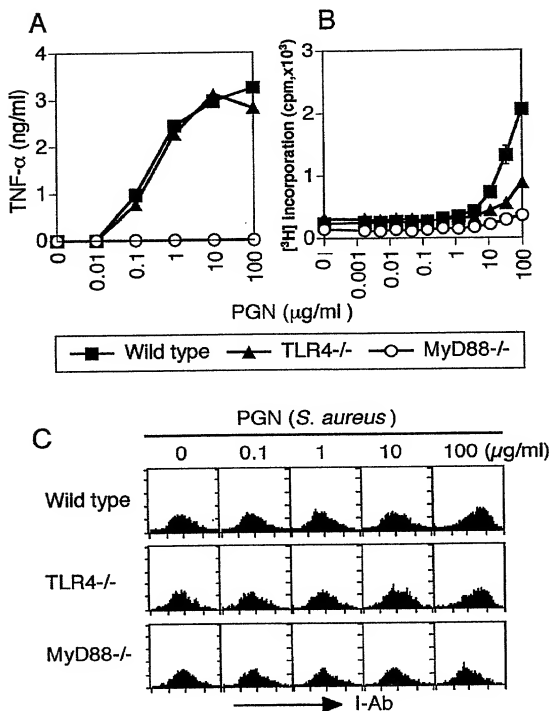 A
B
TNF-α (ng/ml)
4
3
2
1
0
0
0.01
0.1
1
10
100
[³H] Incorporation (cpm,x10³)
3
2
1
0
0
0.001
0.01
0.1
1
10
100
PGN (μg/ml )
Wild type TLR4-/- MyD88-/-
C
PGN (S. aureus)
0 0.1 1 10 100 (μg/ml)
Wild type
TLR4-/-
MyD88-/-
I-Ab